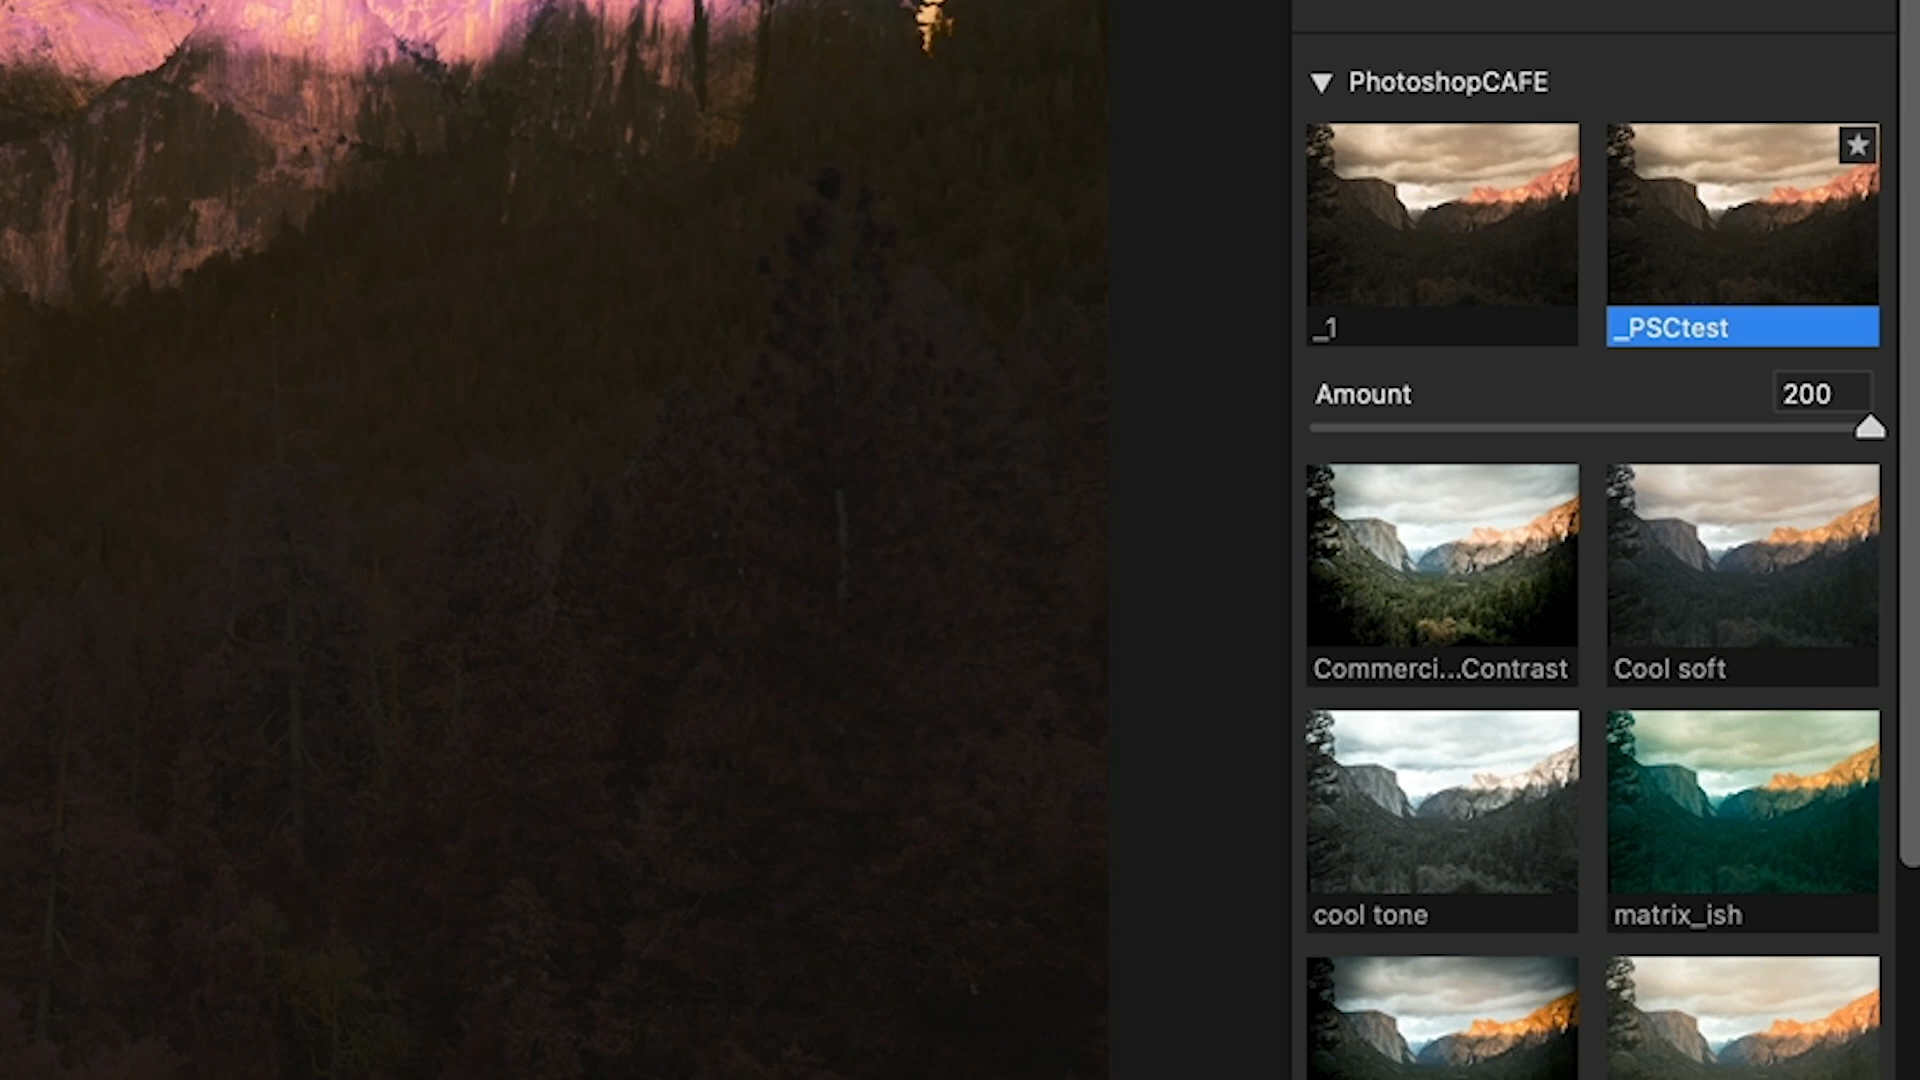 PhotoshopCAFE
_1
_PSCtest
Amount
200
Commerci...Contrast
Cool soft
cool tone
matrix_ish